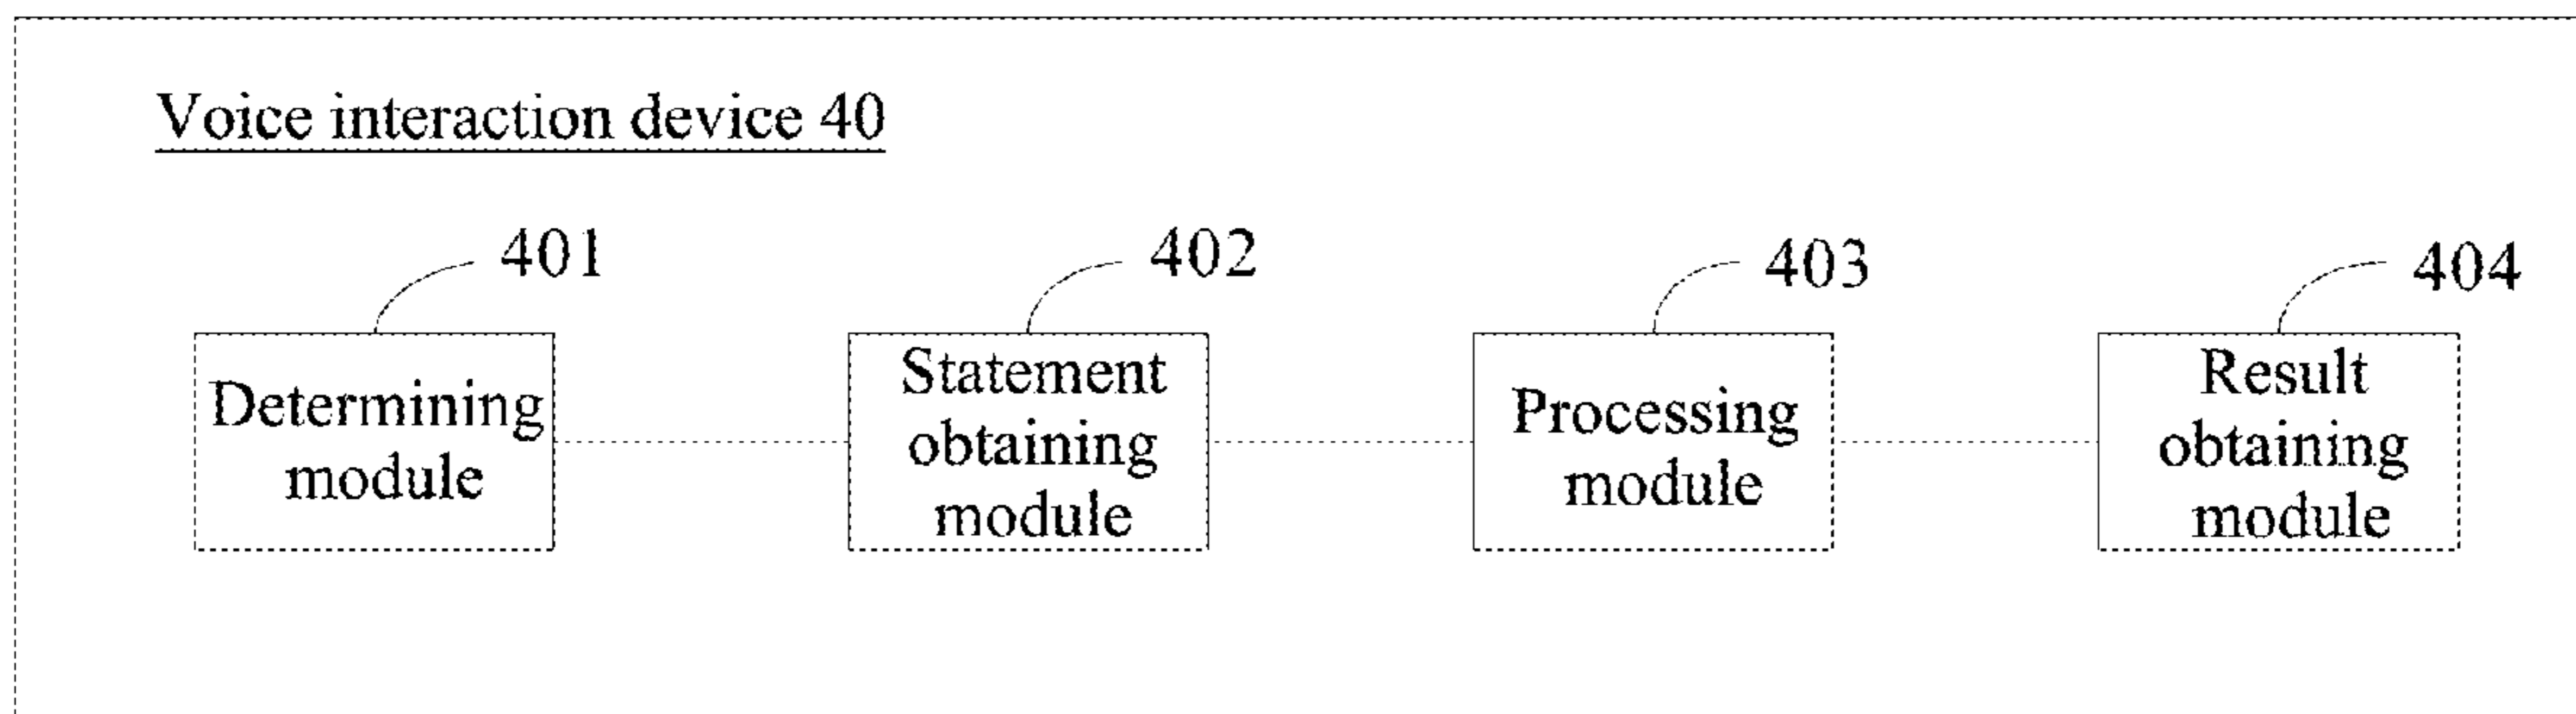 Voice interaction device 40
401
402
403
404
Determining
module
Statement
obtaining
module
Processing
module
Result
obtaining
module